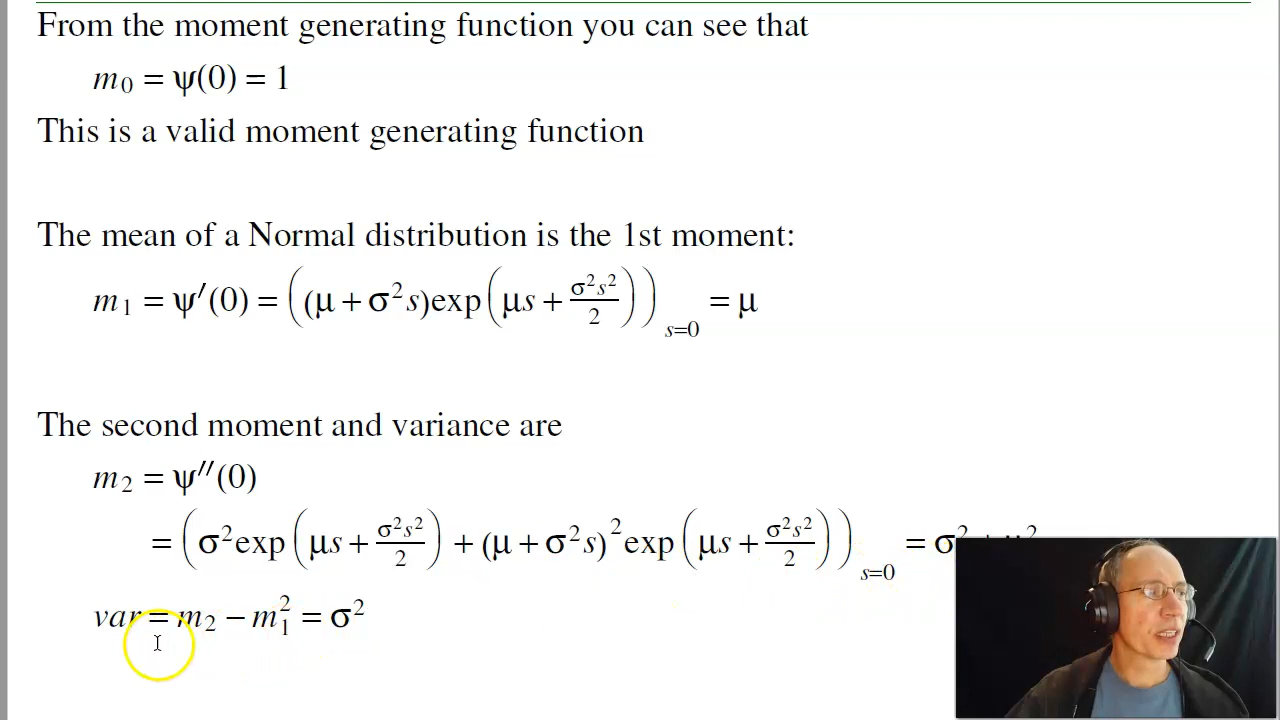 From the moment generating function you can see that
m₀ = ψ(0) = 1
This is a valid moment generating function
The mean of a Normal distribution is the 1st moment:
m₁ = ψ′(0) = ((μ + σ²s)exp(μs + σ²s²/2))ₛ₌₀ = μ
The second moment and variance are
m₂ = ψ″(0)
= (σ²exp(μs + σ²s²/2) + (μ + σ²s)²exp(μs + σ²s²/2))ₛ₌₀ = σ² + μ²
var = m₂ − m₁² = σ²